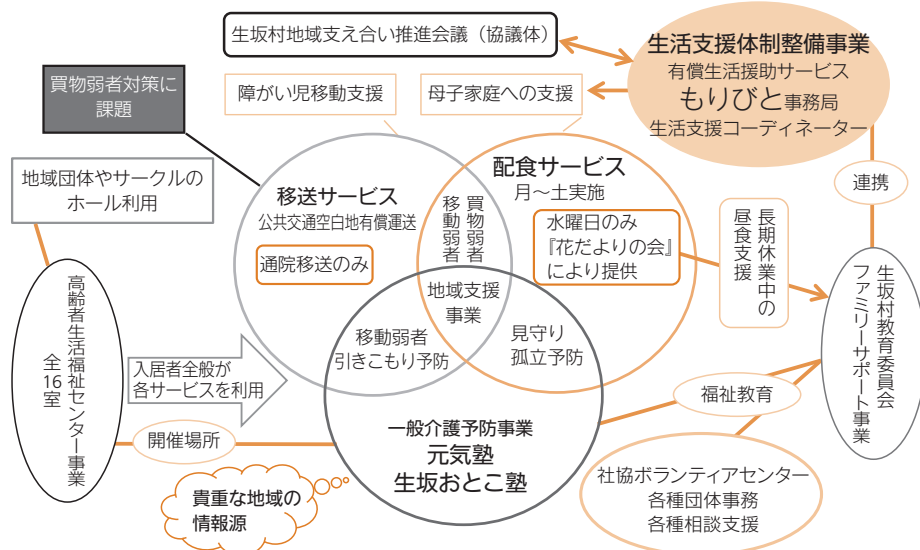 生坂村地域支え合い推進会議（協議体）
生活支援体制整備事業
有償生活援助サービス
もりびと事務局
生活支援コーディネーター
買物弱者対策に
課題
障がい児移動支援
母子家庭への支援
地域団体やサークルの
ホール利用
移送サービス
公共交通空白地有償運送
通院移送のみ
配食サービス
月〜土実施
水曜日のみ
『花だよりの会』
により提供
買物弱者
移動弱者
地域支援
事業
移動弱者
引きこもり予防
見守り
孤立予防
長期休業中の
昼食支援
連携
生坂村教育委員会
ファミリーサポート事業
高齢者生活福祉センター事業
全16室
入居者全般が
各サービスを利用
開催場所
一般介護予防事業
元気塾
生坂おとこ塾
福祉教育
貴重な地域の
情報源
社協ボランティアセンター
各種団体事務
各種相談支援